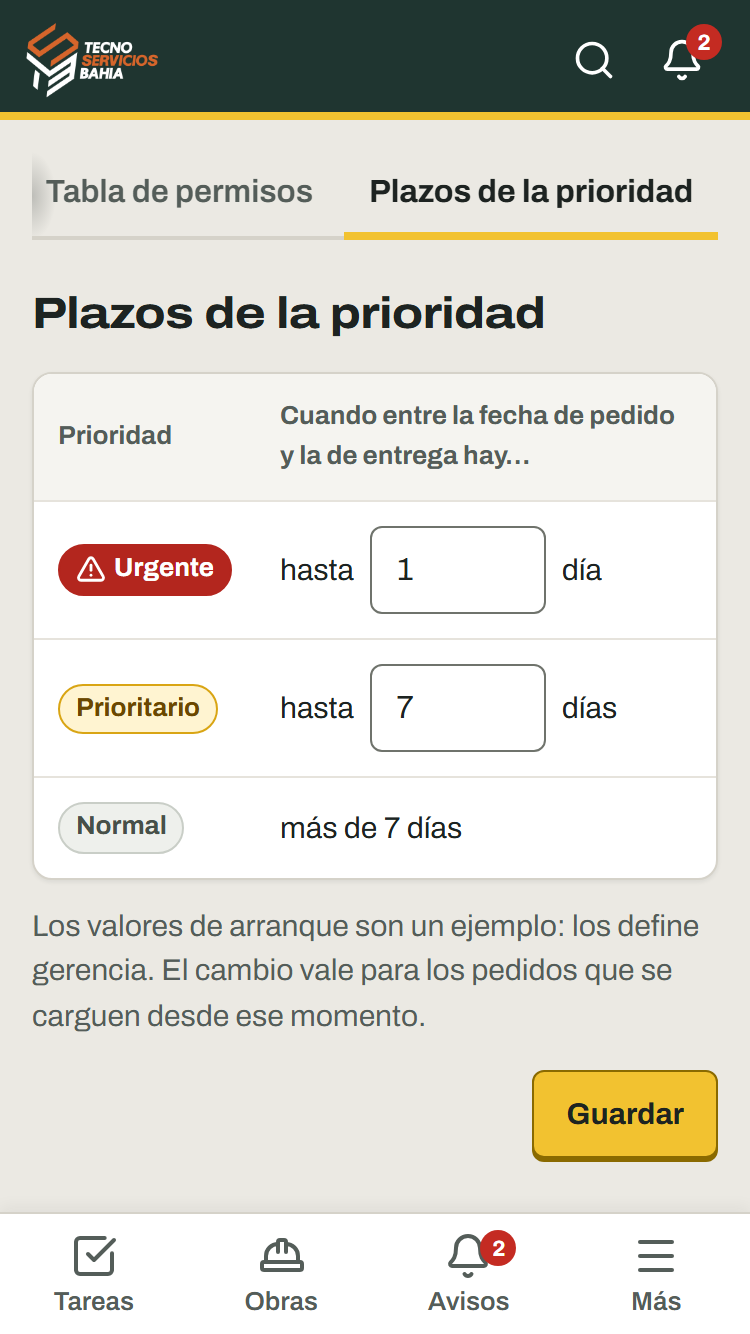 TECNO
SERVICIOS
BAHIA
2
Tabla de permisos
Plazos de la prioridad
Plazos de la prioridad
Prioridad
Cuando entre la fecha de pedido
y la de entrega hay...
Urgente
hasta 1 día
Prioritario
hasta 7 días
Normal
más de 7 días
Los valores de arranque son un ejemplo: los define
gerencia. El cambio vale para los pedidos que se
carguen desde ese momento.
Guardar
2
Tareas
Obras
Avisos
Más